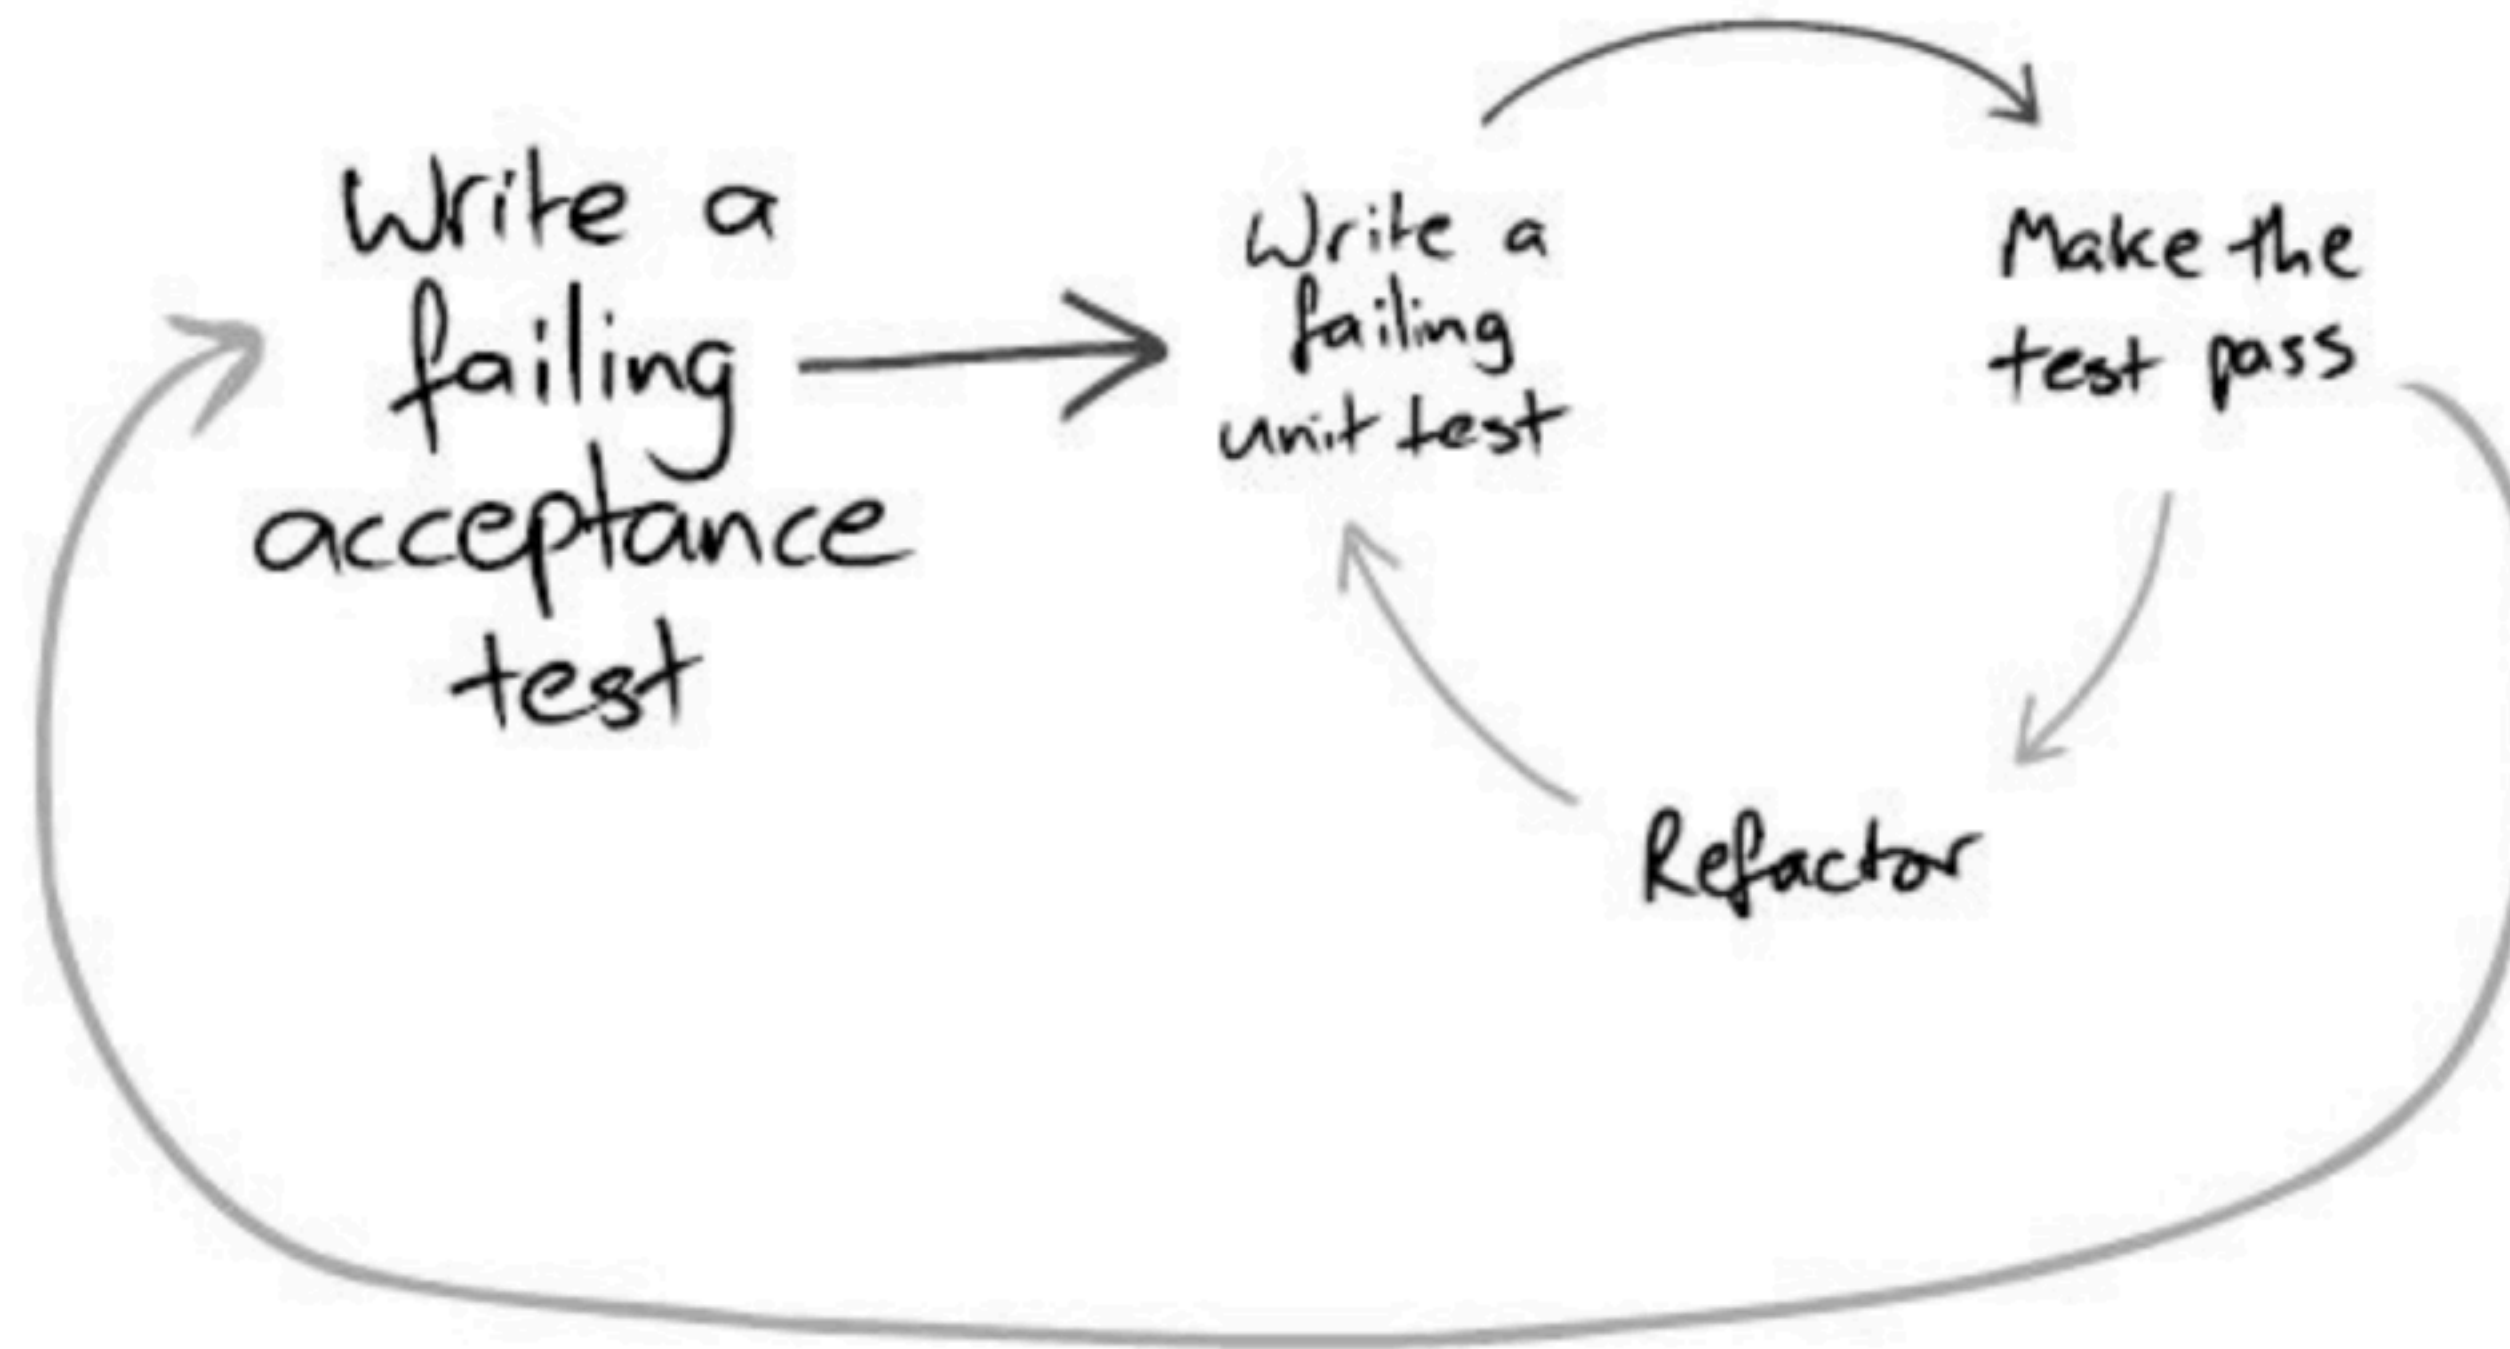 Write a
failing
acceptance
test
Write a
failing
unit test
Make the
test pass
Refactor